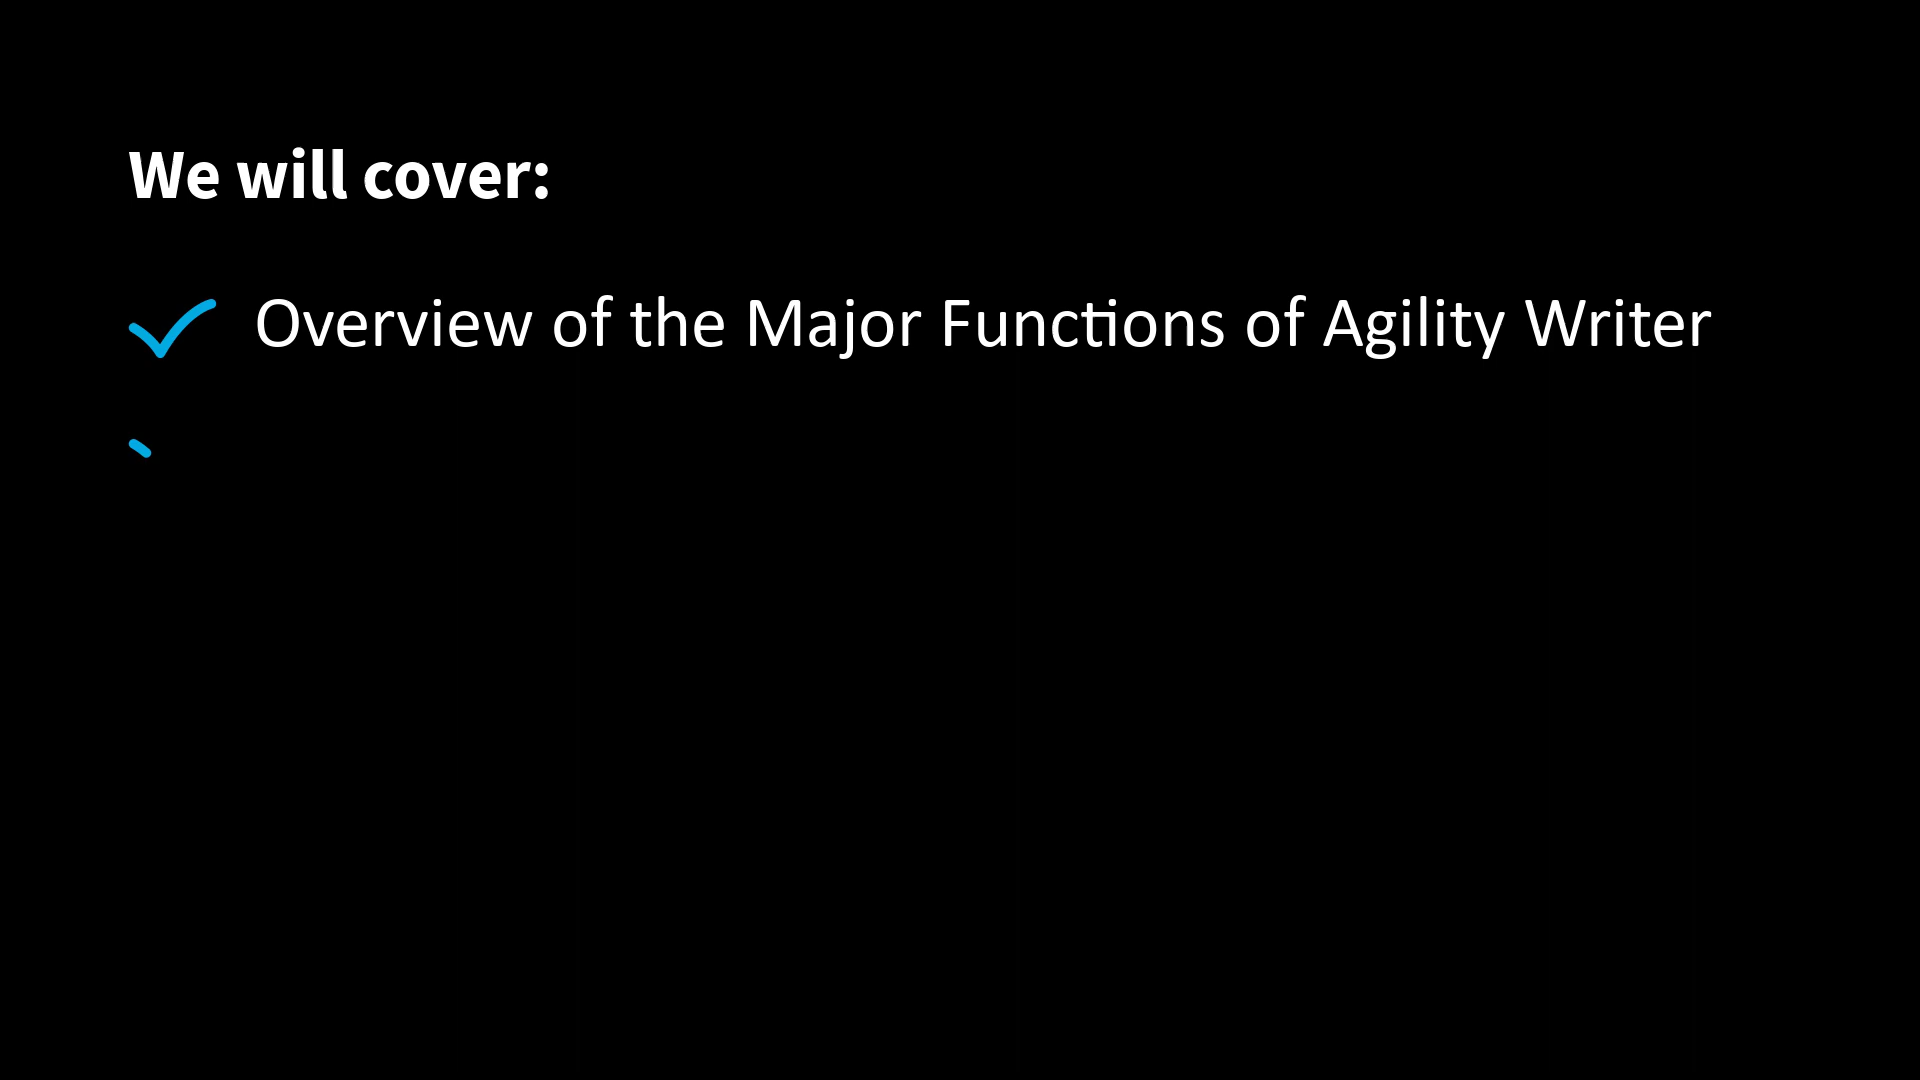 We will cover:
Overview of the Major Functions of Agility Writer